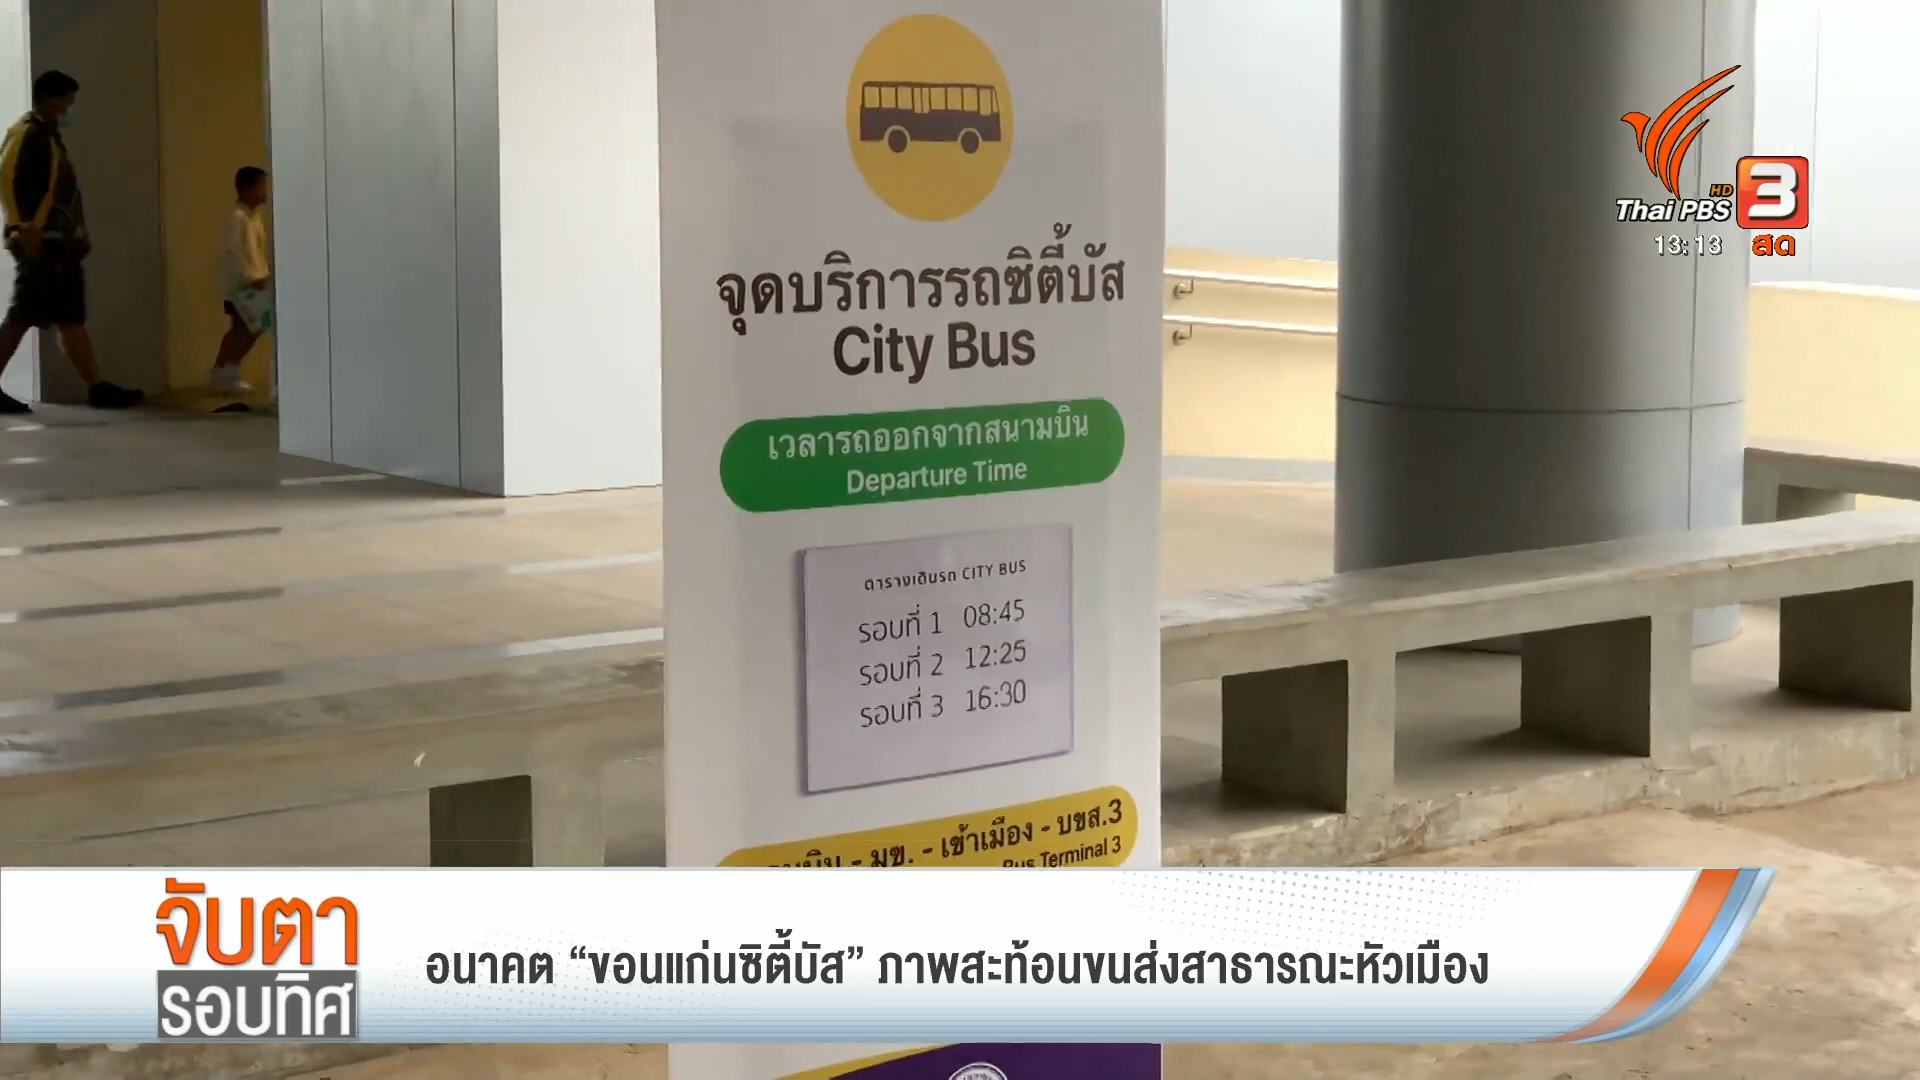 HD
Thai PBS 3
13:13 สด
จุดบริการรถซิตี้บัส
City Bus
เวลารถออกจากสนามบิน
Departure Time
ตารางเดินรถ CITY BUS
รอบที่ 1 08:45
รอบที่ 2 12:25
รอบที่ 3 16:30
- มข. - เข้าเมือง - บขส.3
Bus Terminal 3
จับตา
รอบทิศ
อนาคต “ขอนแก่นซิตี้บัส” ภาพสะท้อนขนส่งสาธารณะหัวเมือง